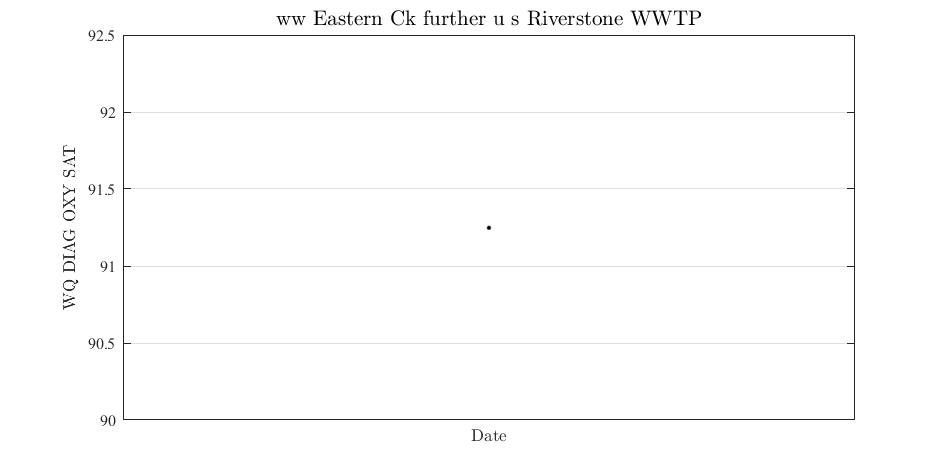 ww Eastern Ck further u s Riverstone WWTP
92.5
92
91.5
91
90.5
90
WQ DIAG OXY SAT
Date